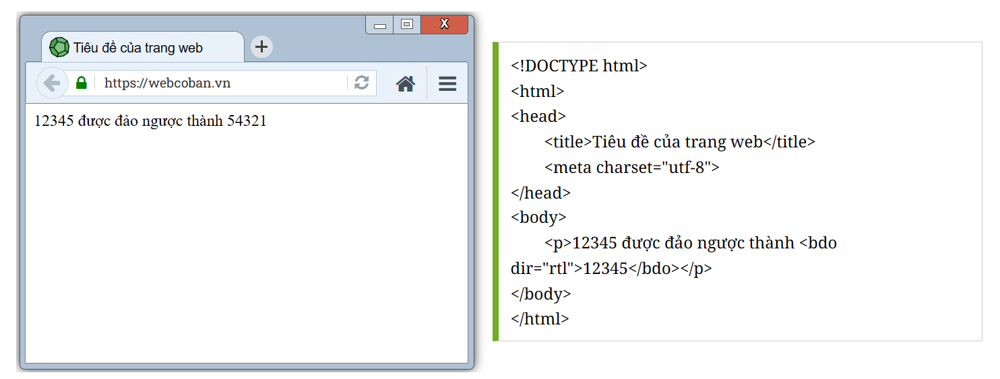 X
Tiêu đề của trang web
https://webcoban.vn
12345 được đảo ngược thành 54321
<!DOCTYPE html>
<html>
<head>
<title>Tiêu đề của trang web</title>
<meta charset="utf-8">
</head>
<body>
<p>12345 được đảo ngược thành <bdo
dir="rtl">12345</bdo></p>
</body>
</html>